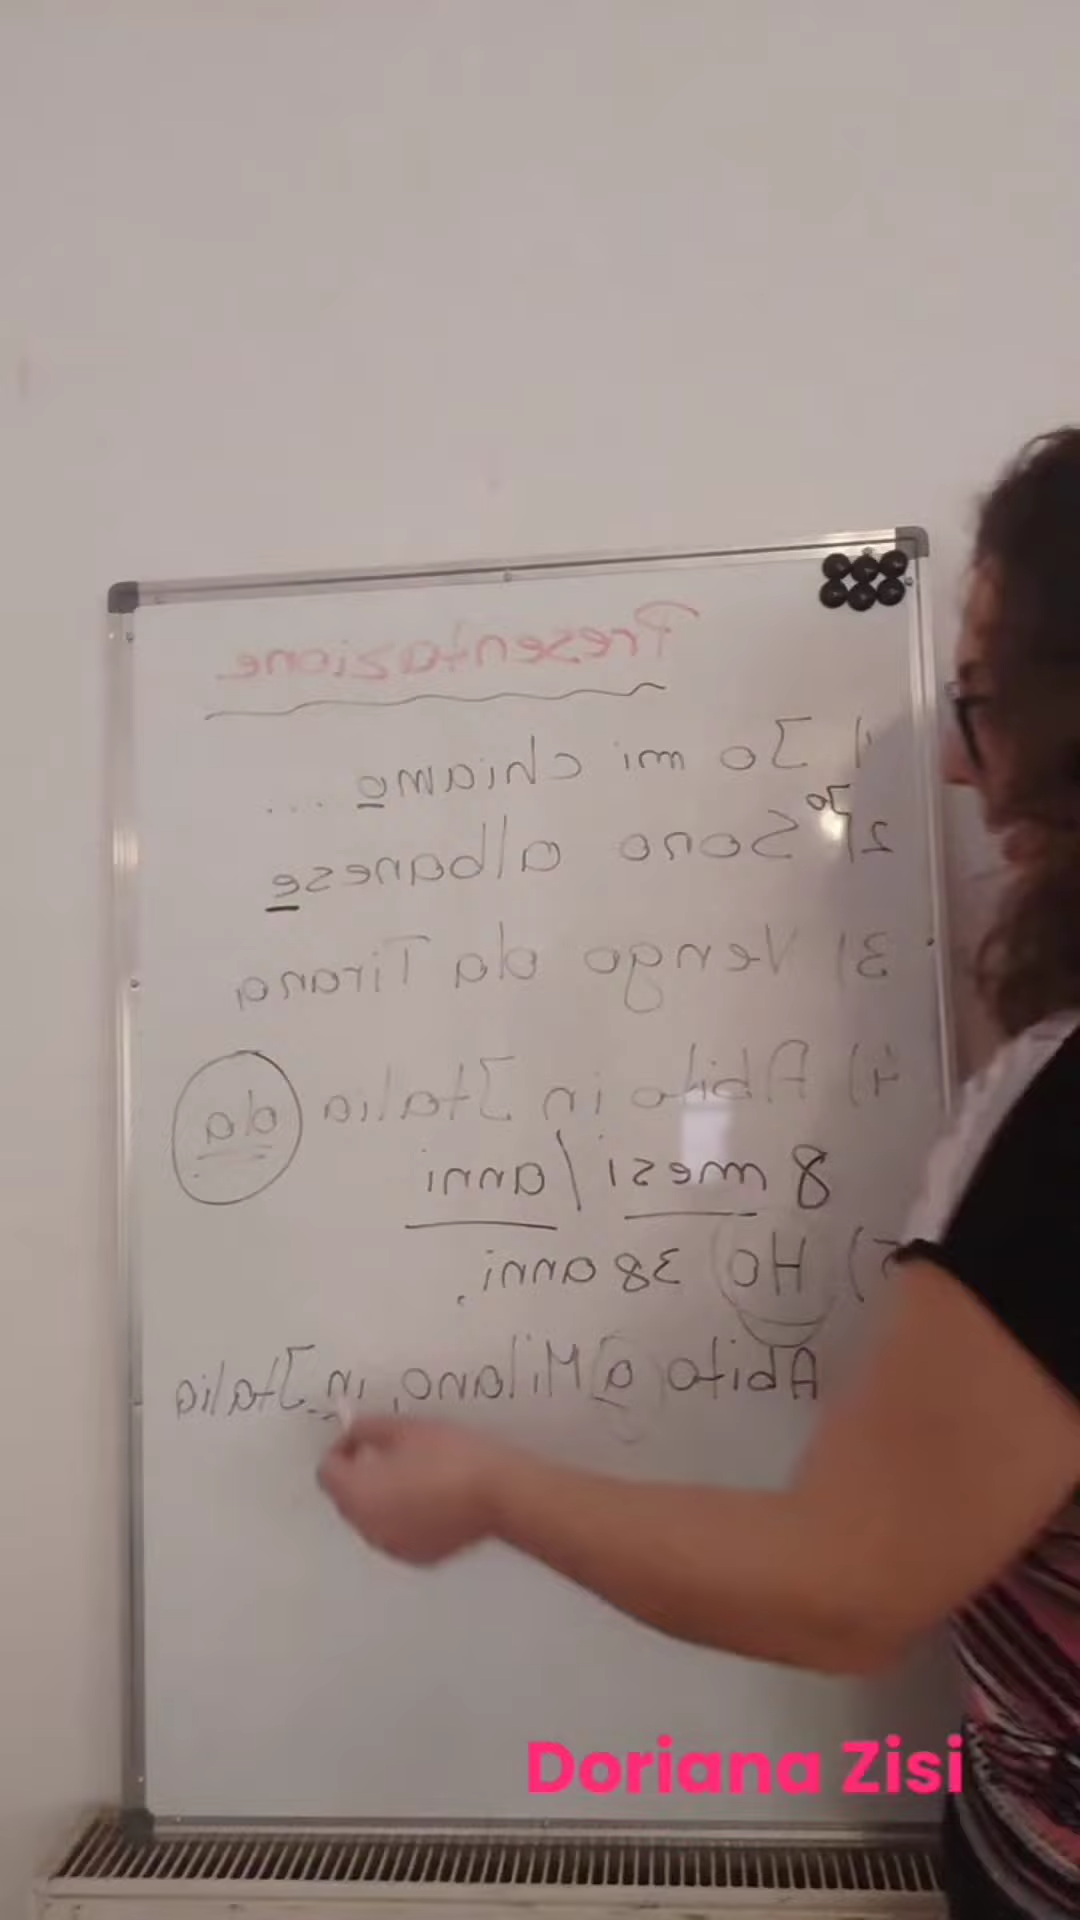 Presentazione
1) Io mi chiamo ....
2) Io Sono albanese
3) Vengo da Tirana
4) Abito in Italia da
8 mesi / anni
5) Ho 38 anni.
Abito a Milano, in Italia
Doriana Zisi